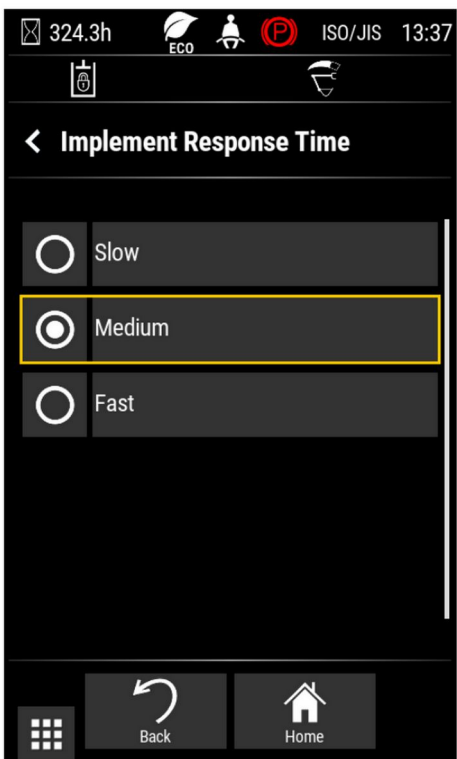 324.3h ECO P ISO/JIS 13:37
Implement Response Time
Slow
Medium
Fast
Back Home